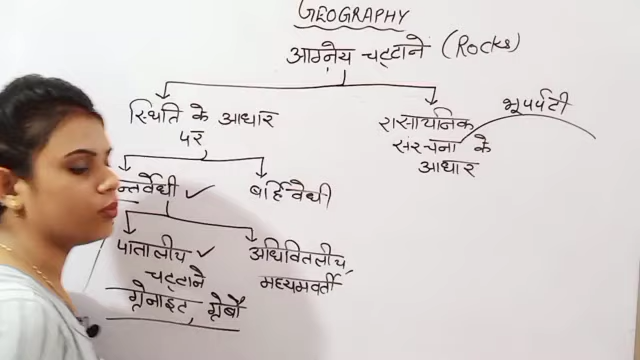 GEOGRAPHY
आग्नेय चट्टाने (Rocks)
स्थिति के आधार
पर
न्तर्वेधी ✓
बर्हिवेधी
पातालीय ✓
चट्टाने
ग्रेनाइट, ग्रेबों
अधिवितलीय,
मध्यमवर्ती
रासायनिक
संरचना के
आधार
भूपर्पटी